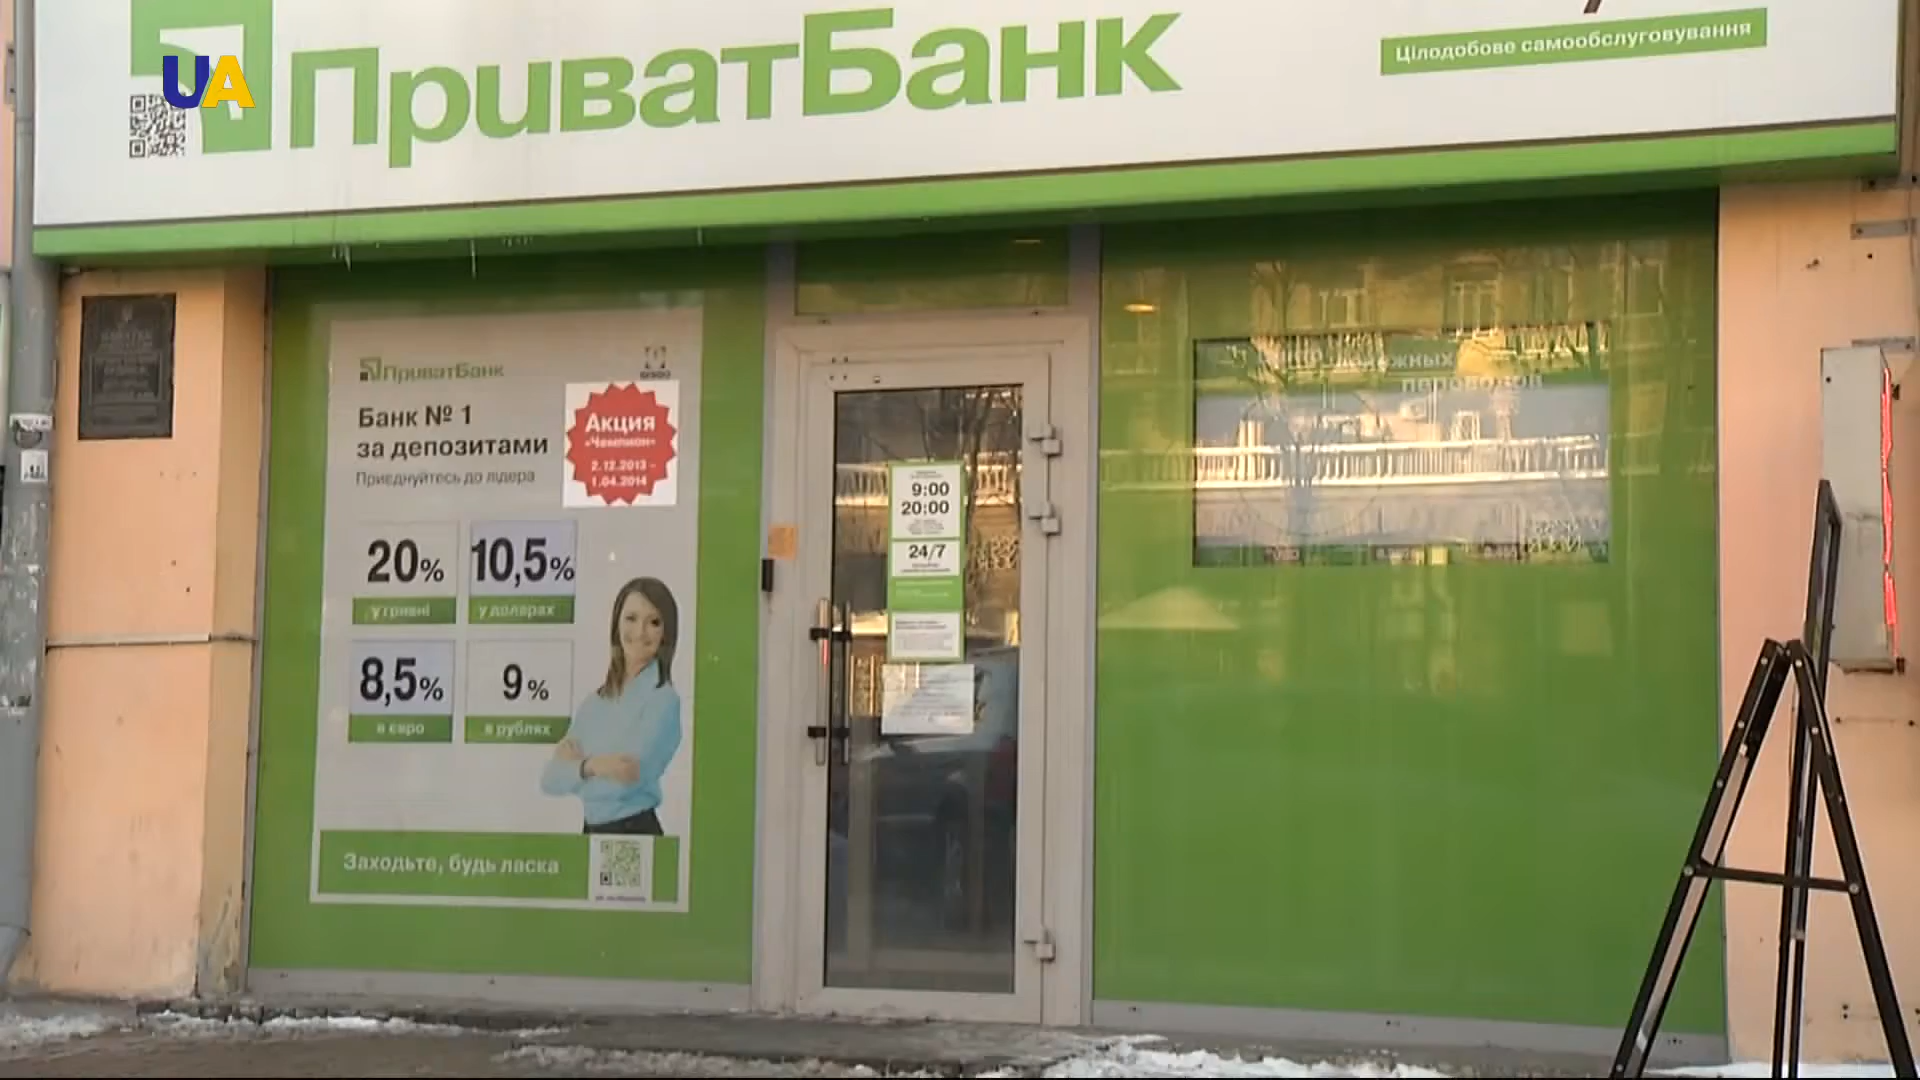 UA
ПриватБанк
Цілодобове самообслуговування
ПриватБанк
Банк № 1
за депозитами
Приєднуйтесь до лідера
Акция
«Чемпион»
2.12.2013 –
1.04.2014
20% 10,5%
у гривні у доларах
8,5% 9%
в євро в рублях
Заходьте, будь ласка
9:00
20:00
24/7
переводов